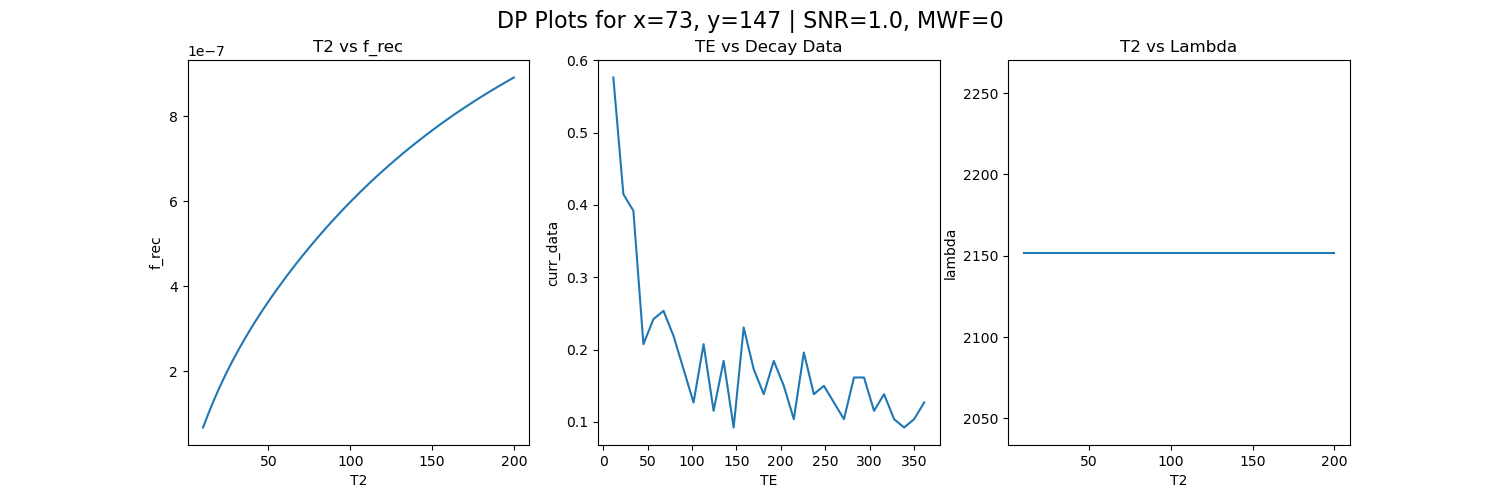 DP Plots for x=73, y=147 | SNR=1.0, MWF=0
T2 vs f_rec
1e−7
8
6
4
2
f_rec
50 100 150 200
T2
TE vs Decay Data
0.6
0.5
0.4
0.3
0.2
0.1
curr_data
0 50 100 150 200 250 300 350
TE
T2 vs Lambda
2250
2200
2150
2100
2050
lambda
50 100 150 200
T2